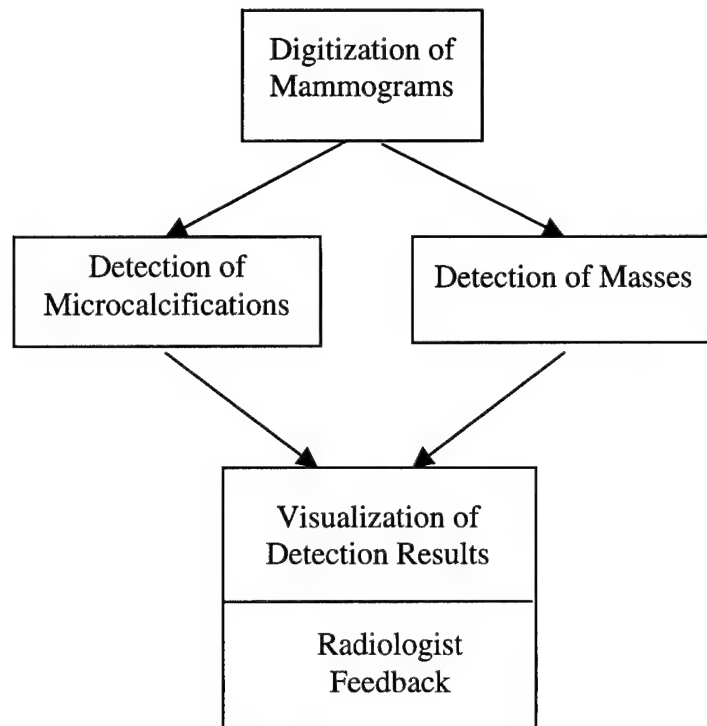 Digitization of
Mammograms
Detection of
Microcalcifications
Detection of Masses
Visualization of
Detection Results
Radiologist
Feedback